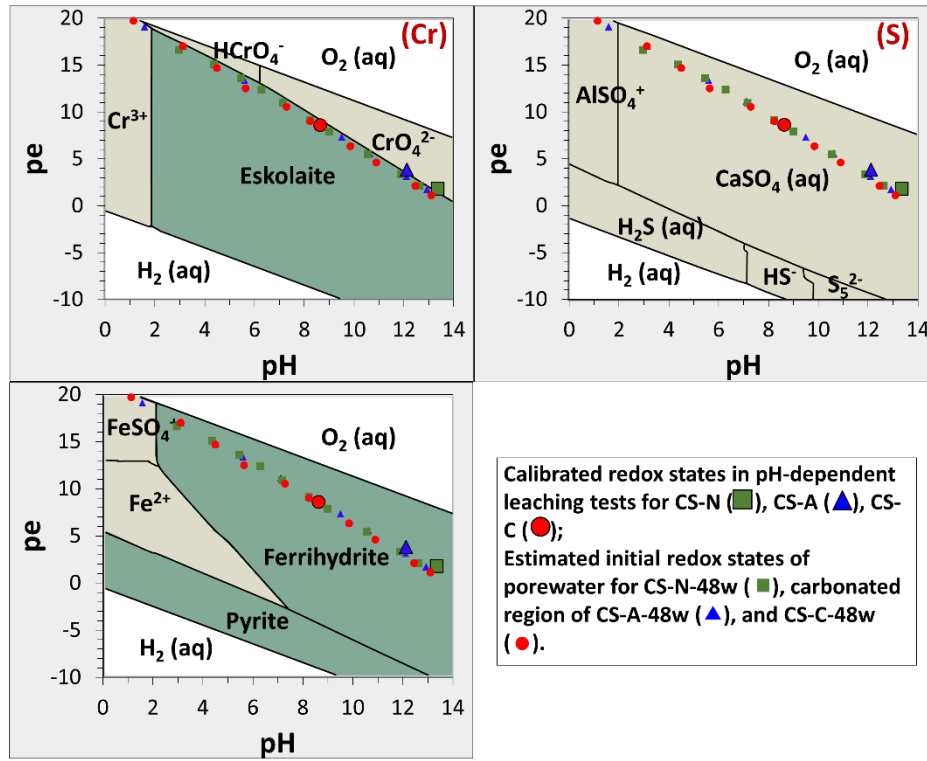 (Cr)
20
15
10
5
0
-5
-10
pe
HCrO₄⁻
O₂ (aq)
Cr³⁺
CrO₄²⁻
Eskolaite
H₂ (aq)
0 2 4 6 8 10 12 14
pH
(S)
20
15
10
5
0
-5
-10
pe
O₂ (aq)
AlSO₄⁺
CaSO₄ (aq)
H₂S (aq)
H₂ (aq)
HS⁻
S₅²⁻
0 2 4 6 8 10 12 14
pH
20
15
10
5
0
-5
-10
pe
FeSO₄⁺
O₂ (aq)
Fe²⁺
Ferrihydrite
Pyrite
H₂ (aq)
0 2 4 6 8 10 12 14
pH
Calibrated redox states in pH-dependent
leaching tests for CS-N (■), CS-A (▲), CS-
C (●);
Estimated initial redox states of
porewater for CS-N-48w (■), carbonated
region of CS-A-48w (▲), and CS-C-48w
(●).